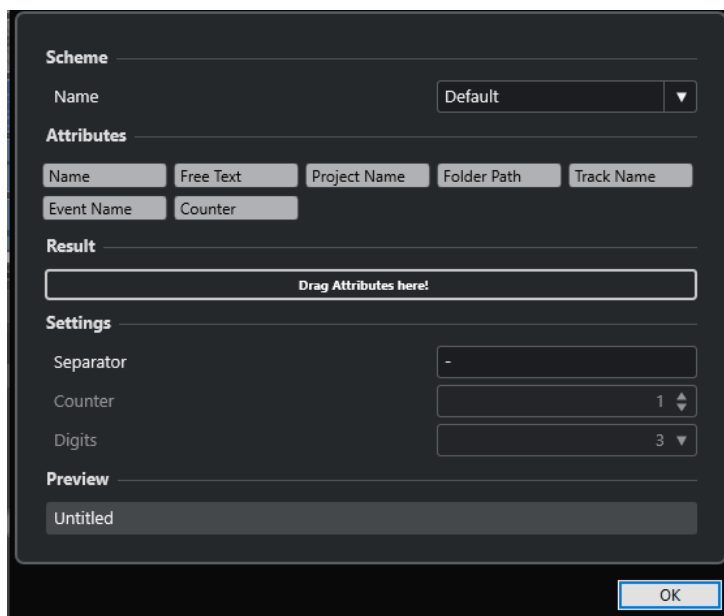 Scheme
Name Default
Attributes
Name Free Text Project Name Folder Path Track Name
Event Name Counter
Result
Drag Attributes here!
Settings
Separator -
Counter 1
Digits 3
Preview
Untitled
OK